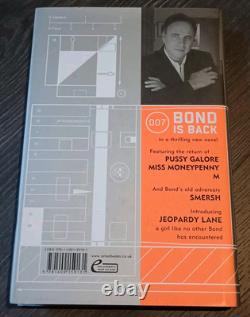 007 BOND
IS BACK
in a thrilling new novel
Featuring the return of
PUSSY GALORE
MISS MONEYPENNY
M
And Bond's old adversary
SMERSH
Introducing
JEOPARDY LANE
a girl like no other Bond
has encountered